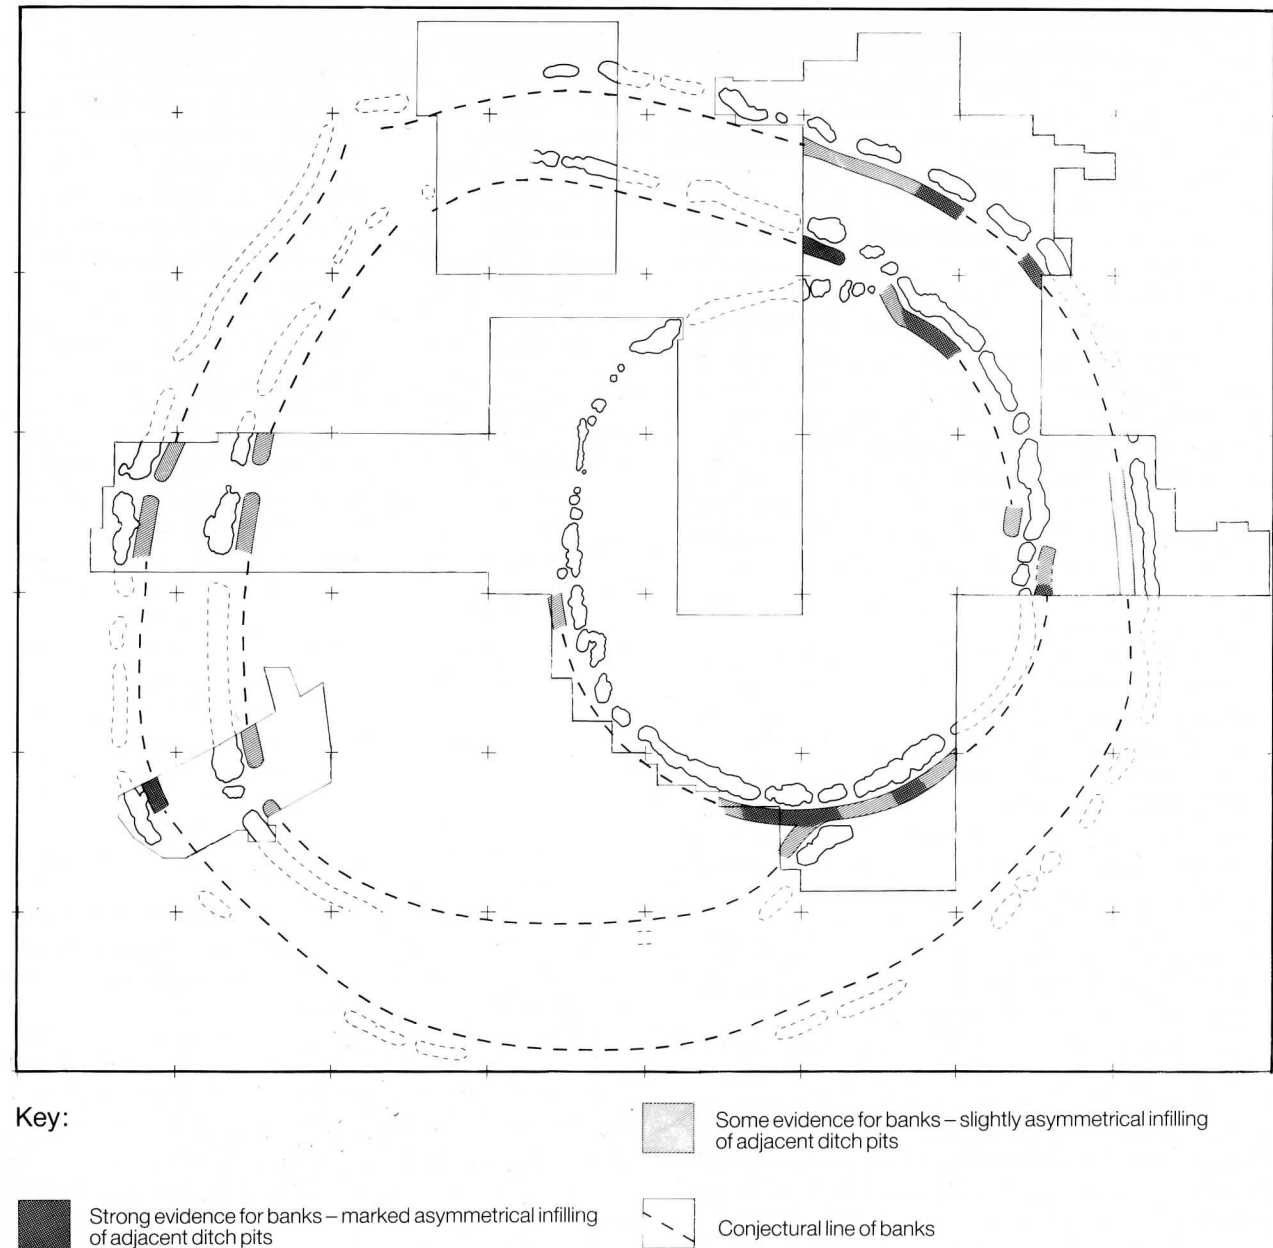 Key:
Some evidence for banks – slightly asymmetrical infilling
of adjacent ditch pits
Strong evidence for banks – marked asymmetrical infilling
of adjacent ditch pits
Conjectural line of banks